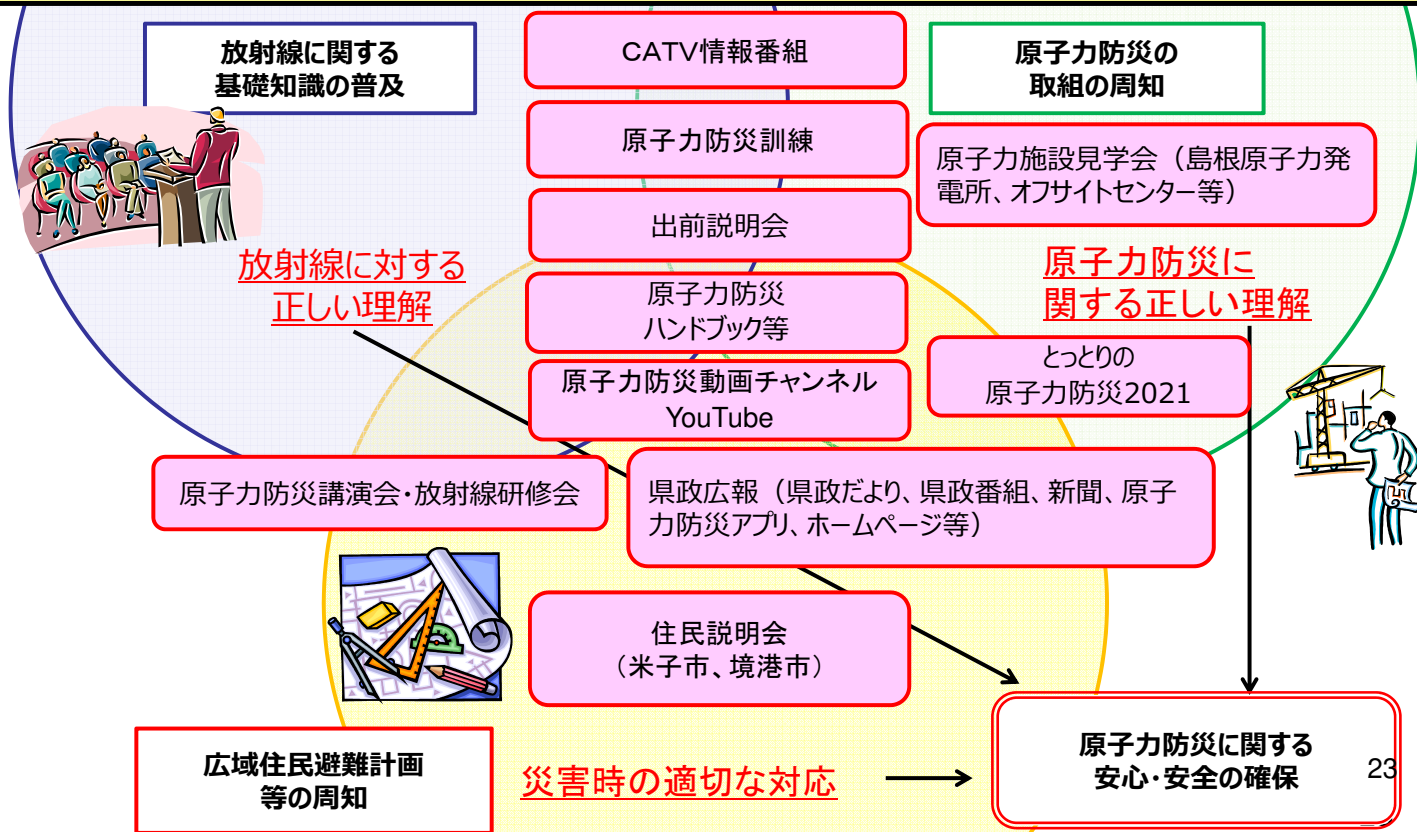 放射線に関する
基礎知識の普及
CATV情報番組
原子力防災の
取組の周知
原子力防災訓練
原子力施設見学会（島根原子力発
電所、オフサイトセンター等）
出前説明会
放射線に対する
正しい理解
原子力防災に
関する正しい理解
原子力防災
ハンドブック等
とっとりの
原子力防災2021
原子力防災動画チャンネル
YouTube
原子力防災講演会・放射線研修会
県政広報（県政だより、県政番組、新聞、原子
力防災アプリ、ホームページ等）
住民説明会
（米子市、境港市）
広域住民避難計画
等の周知
災害時の適切な対応
原子力防災に関する
安心・安全の確保
23